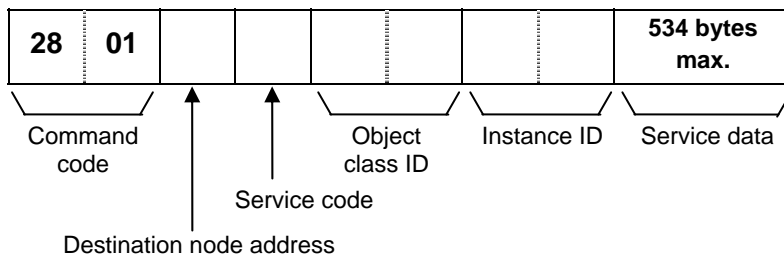 28 01
534 bytes
max.
Command
code
Object
class ID
Instance ID
Service data
Service code
Destination node address